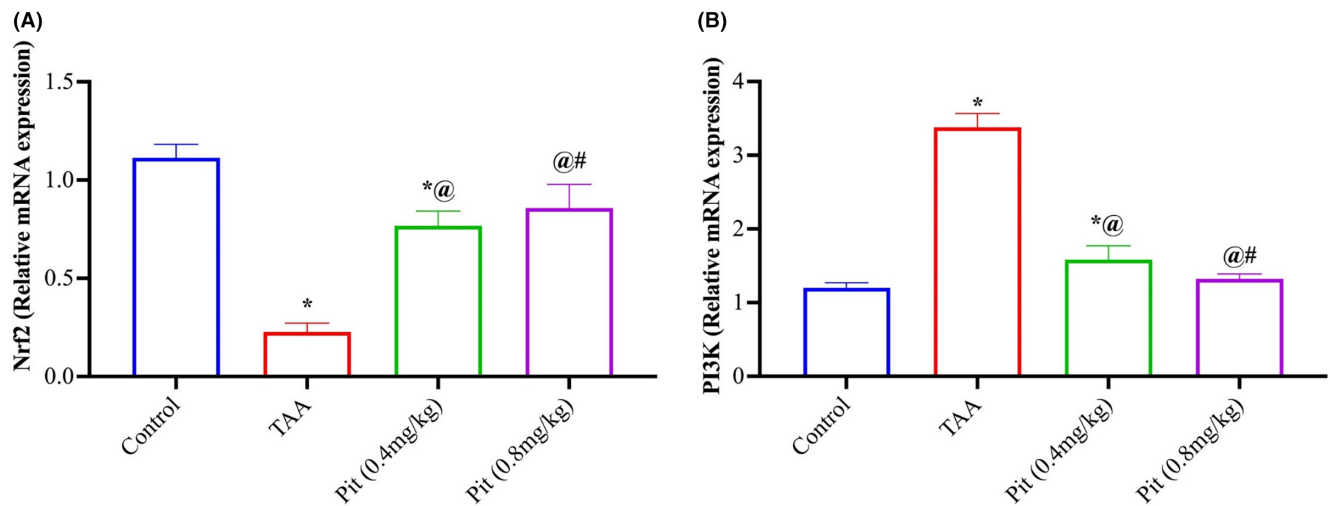 (A)
Nrf2 (Relative mRNA expression)
1.5
1.0
0.5
0.0
*
*@
@#
Control
TAA
Pit (0.4mg/kg)
Pit (0.8mg/kg)
(B)
PI3K (Relative mRNA expression)
4
3
2
1
0
*
*@
@#
Control
TAA
Pit (0.4mg/kg)
Pit (0.8mg/kg)